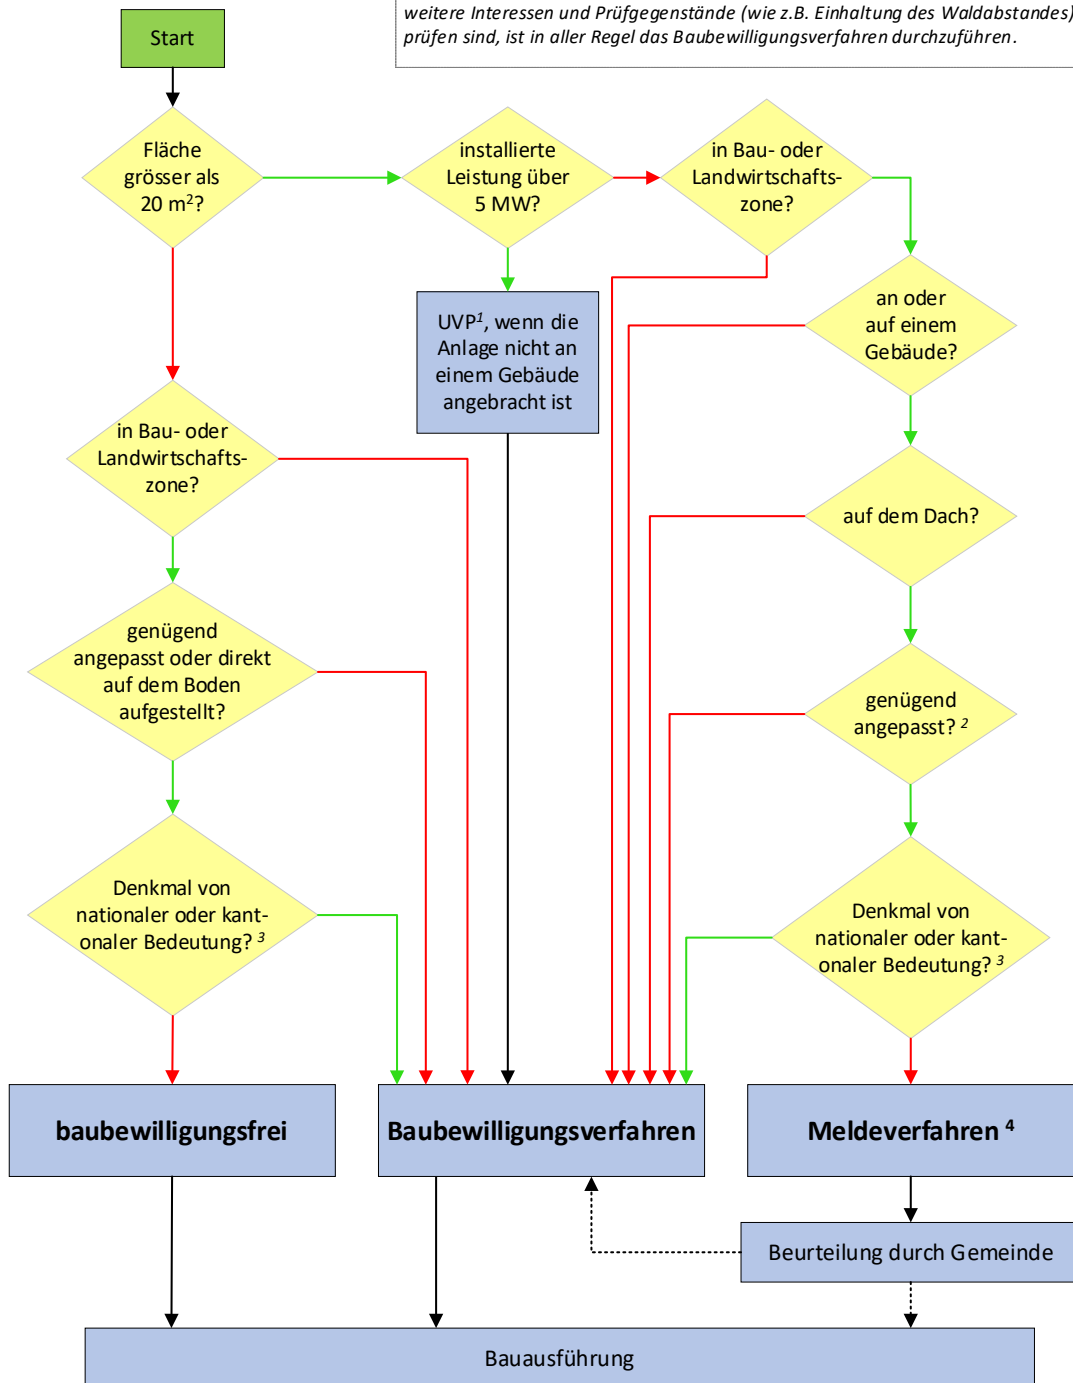 weitere Interessen und Prüfgegenstände (wie z.B. Einhaltung des Waldabstandes)
prüfen sind, ist in aller Regel das Baubewilligungsverfahren durchzuführen.
Start
Fläche
grösser als
20 m²?
installierte
Leistung über
5 MW?
in Bau- oder
Landwirtschafts-
zone?
an oder
auf einem
Gebäude?
UVP¹, wenn die
Anlage nicht an
einem Gebäude
angebracht ist
in Bau- oder
Landwirtschafts-
zone?
auf dem Dach?
genügend
angepasst oder direkt
auf dem Boden
aufgestellt?
genügend
angepasst? ²
Denkmal von
nationaler oder kant-
onaler Bedeutung? ³
Denkmal von
nationaler oder kant-
onaler Bedeutung? ³
baubewilligungsfrei
Baubewilligungsverfahren
Meldeverfahren ⁴
Beurteilung durch Gemeinde
Bauausführung